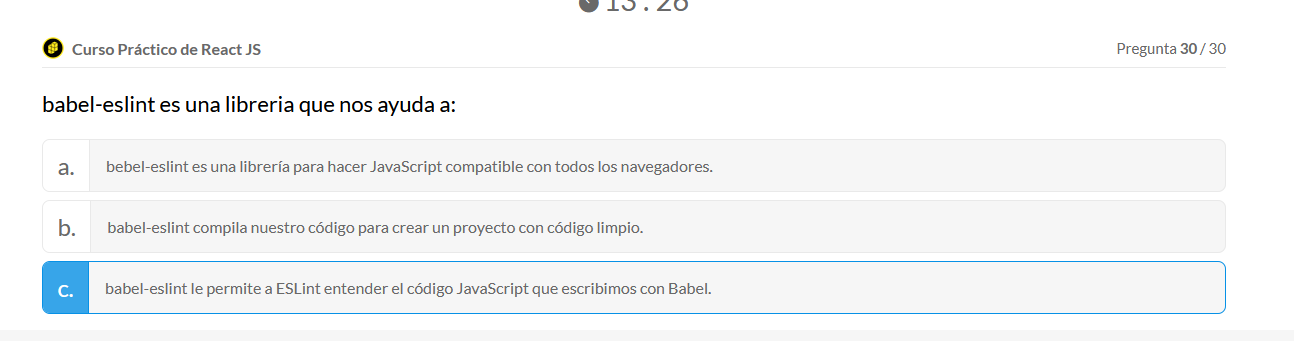 13 : 26
Curso Práctico de React JS
Pregunta 30 / 30
babel-eslint es una libreria que nos ayuda a:
a. bebel-eslint es una librería para hacer JavaScript compatible con todos los navegadores.
b. babel-eslint compila nuestro código para crear un proyecto con código limpio.
c. babel-eslint le permite a ESLint entender el código JavaScript que escribimos con Babel.